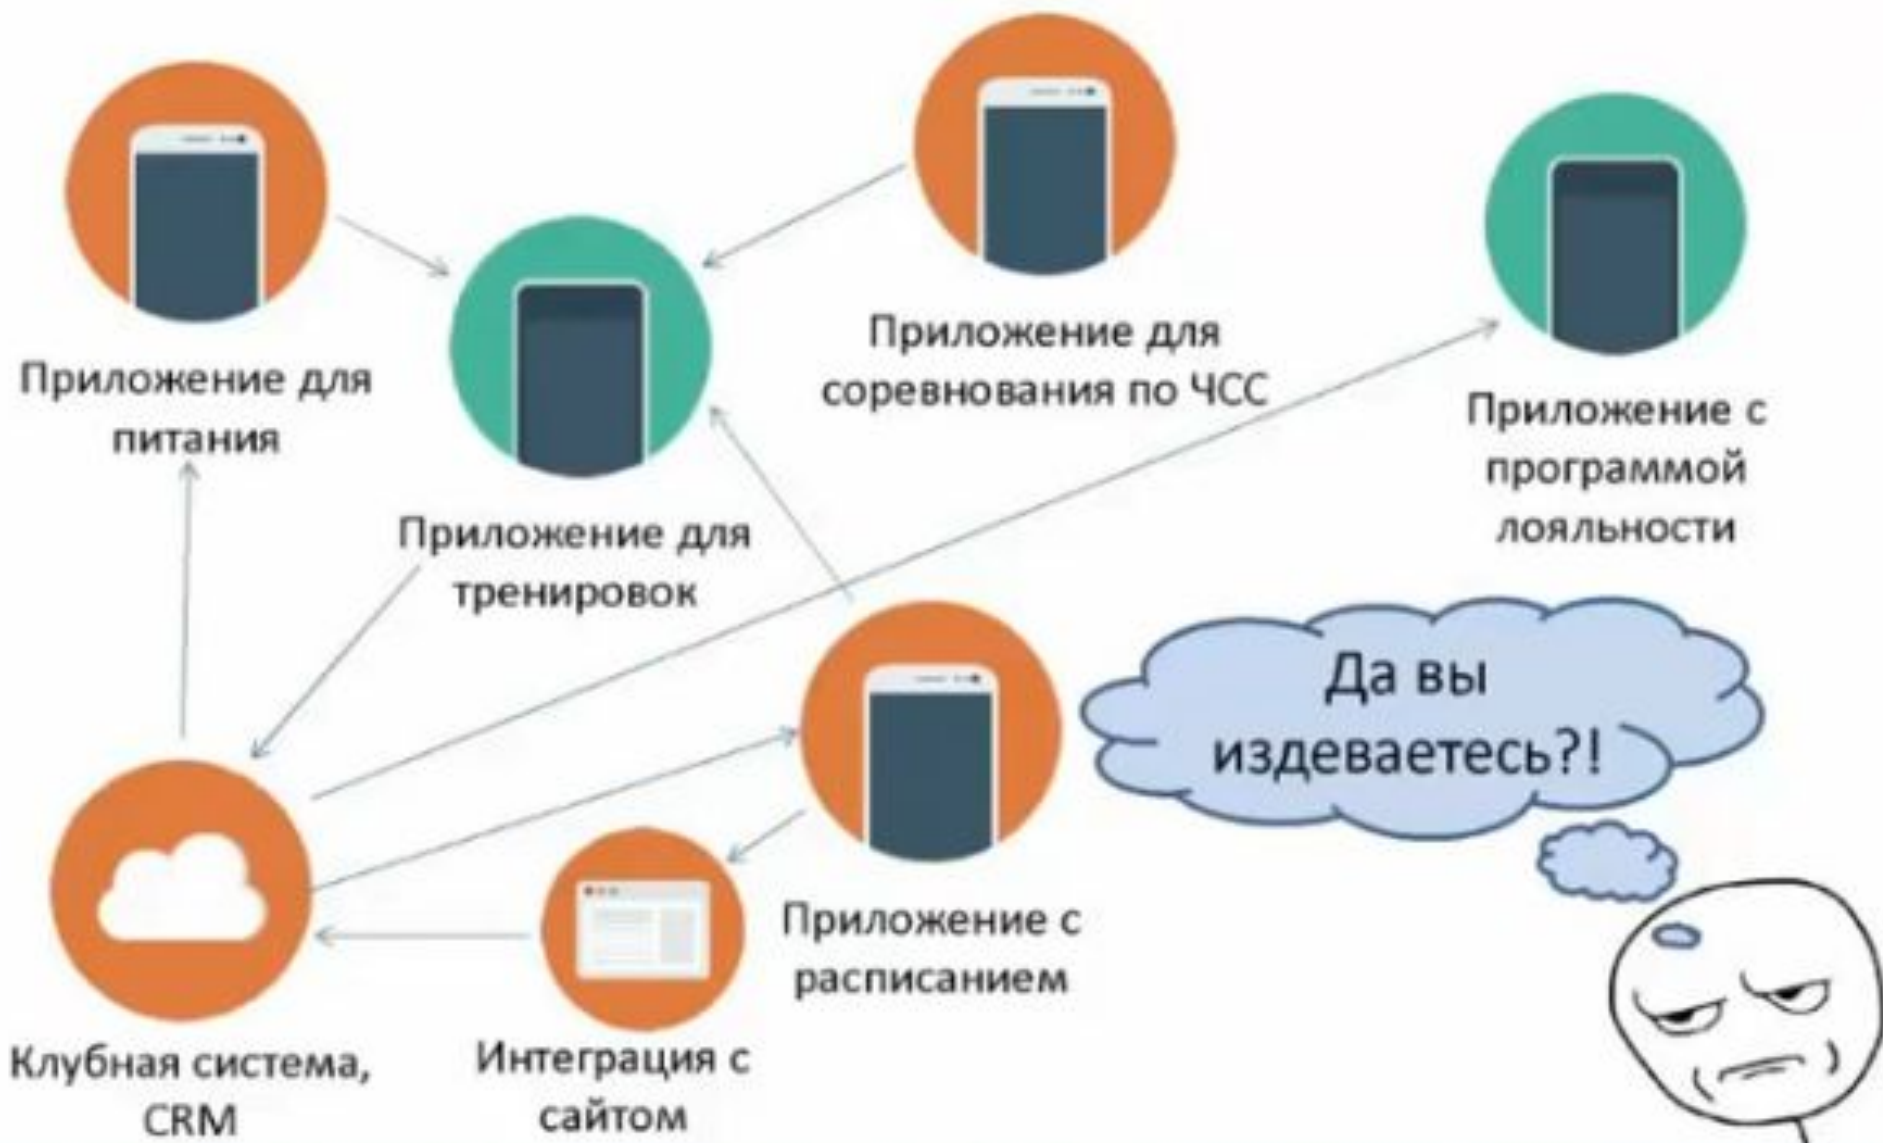 Приложение для
питания
Приложение для
тренировок
Приложение для
соревнования по ЧСС
Приложение с
программой
лояльности
Да вы
издеваетесь?!
Клубная система,
CRM
Интеграция с
сайтом
Приложение с
расписанием